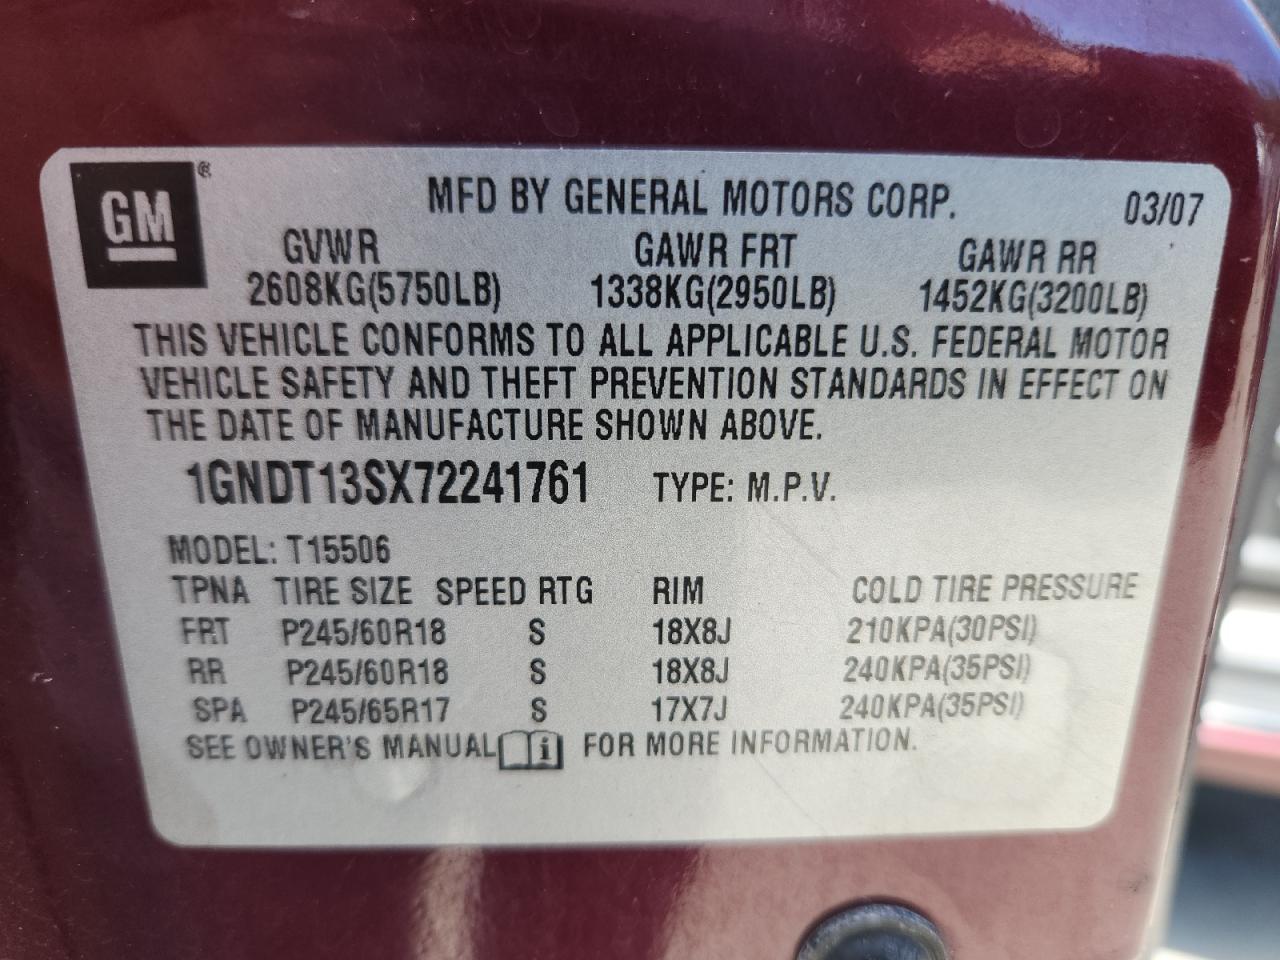 GM®
MFD BY GENERAL MOTORS CORP. 03/07
GVWR GAWR FRT GAWR RR
2608KG(5750LB) 1338KG(2950LB) 1452KG(3200LB)
THIS VEHICLE CONFORMS TO ALL APPLICABLE U.S. FEDERAL MOTOR
VEHICLE SAFETY AND THEFT PREVENTION STANDARDS IN EFFECT ON
THE DATE OF MANUFACTURE SHOWN ABOVE.
1GNDT13SX72241761 TYPE: M.P.V.
MODEL: T15506
TPNA TIRE SIZE SPEED RTG RIM COLD TIRE PRESSURE
FRT P245/60R18 S 18X8J 210KPA(30PSI)
RR P245/60R18 S 18X8J 240KPA(35PSI)
SPA P245/65R17 S 17X7J 240KPA(35PSI)
SEE OWNER'S MANUAL i FOR MORE INFORMATION.